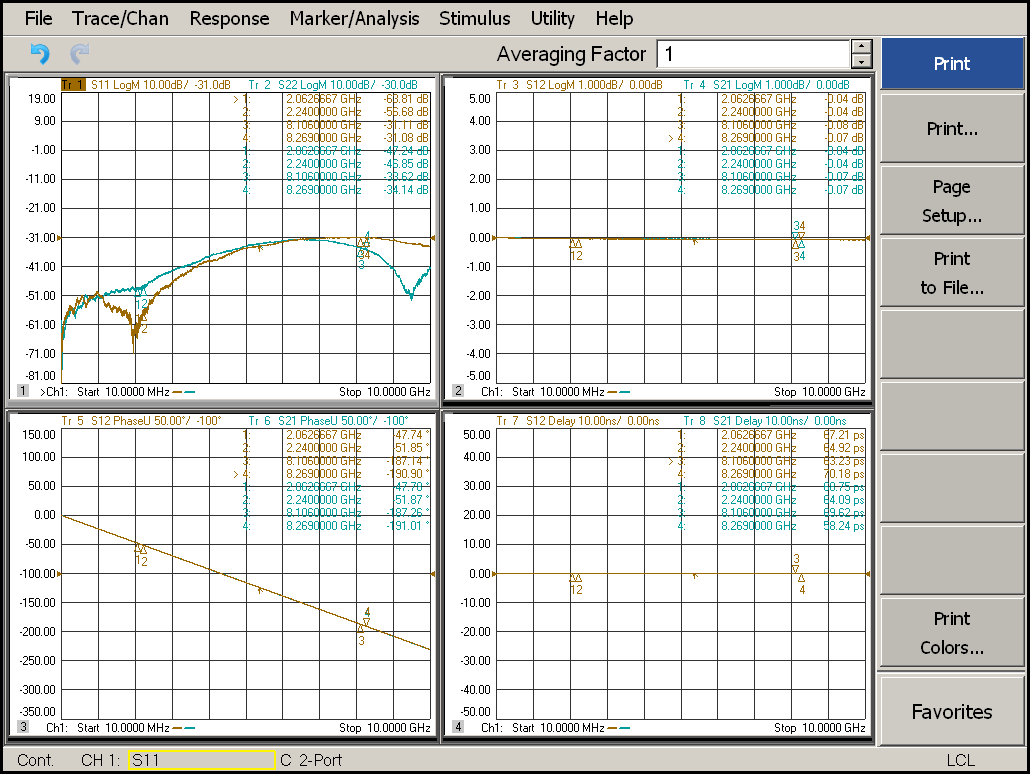 File Trace/Chan Response Marker/Analysis Stimulus Utility Help
Averaging Factor 1
Tr 1 S11 LogM 10.00dB/ -31.0dB Tr 2 S22 LogM 10.00dB/ -30.0dB
19.00
9.00
-1.00
-11.00
-21.00
-31.00
-41.00
-51.00
-61.00
-71.00
-81.00
> 1: 2.0626667 GHz
2: 2.2400000 GHz
3: 8.1060000 GHz -31.11 dB
4: 8.2690000 GHz -31.08 dB
1: 2.0626667 GHz -47.24 dB
2: 2.2400000 GHz -46.85 dB
3: 8.1060000 GHz -33.62 dB
4: 8.2690000 GHz -34.14 dB
1 >Ch1: Start 10.0000 MHz Stop 10.0000 GHz
Tr 3 S12 LogM 1.000dB/ 0.00dB Tr 4 S21 LogM 1.000dB/ 0.00dB
5.00
4.00
3.00
2.00
1.00
0.00
-1.00
-2.00
-3.00
-4.00
-5.00
1: 2.0626667 GHz -0.04 dB
2: 2.2400000 GHz -0.04 dB
3: 8.1060000 GHz -0.08 dB
> 4: 8.2690000 GHz -0.07 dB
1: 2.0626667 GHz -0.04 dB
2: 2.2400000 GHz -0.04 dB
3: 8.1060000 GHz -0.07 dB
4: 8.2690000 GHz -0.07 dB
34
12
34
2 Ch1: Start 10.0000 MHz Stop 10.0000 GHz
Tr 5 S12 PhaseU 50.00°/ -100° Tr 6 S21 PhaseU 50.00°/ -100°
150.00
100.00
50.00
0.00
-50.00
-100.00
-150.00
-200.00
-250.00
-300.00
-350.00
1: 2.0626667 GHz -47.74 °
2: 2.2400000 GHz -51.85 °
3: 8.1060000 GHz -187.14 °
> 4: 8.2690000 GHz -190.90 °
1: 2.0626667 GHz -47.70 °
2: 2.2400000 GHz -51.87 °
3: 8.1060000 GHz -187.26 °
4: 8.2690000 GHz -191.01 °
12
4
3
3 Ch1: Start 10.0000 MHz Stop 10.0000 GHz
Tr 7 S12 Delay 10.00ns/ 0.00ns Tr 8 S21 Delay 10.00ns/ 0.00ns
50.00
40.00
30.00
20.00
10.00
0.00
-10.00
-20.00
-30.00
-40.00
-50.00
1: 2.0626667 GHz 67.21 ps
2: 2.2400000 GHz 64.92 ps
> 3: 8.1060000 GHz 63.23 ps
4: 8.2690000 GHz 70.18 ps
1: 2.0626667 GHz
2: 2.2400000 GHz 64.09 ps
3: 8.1060000 GHz 69.62 ps
4: 8.2690000 GHz 58.24 ps
3
12
4
4 Ch1: Start 10.0000 MHz Stop 10.0000 GHz
Print
Print...
Page
Setup...
Print
to File...
Print
Colors...
Favorites
Cont. CH 1: S11 C 2-Port LCL